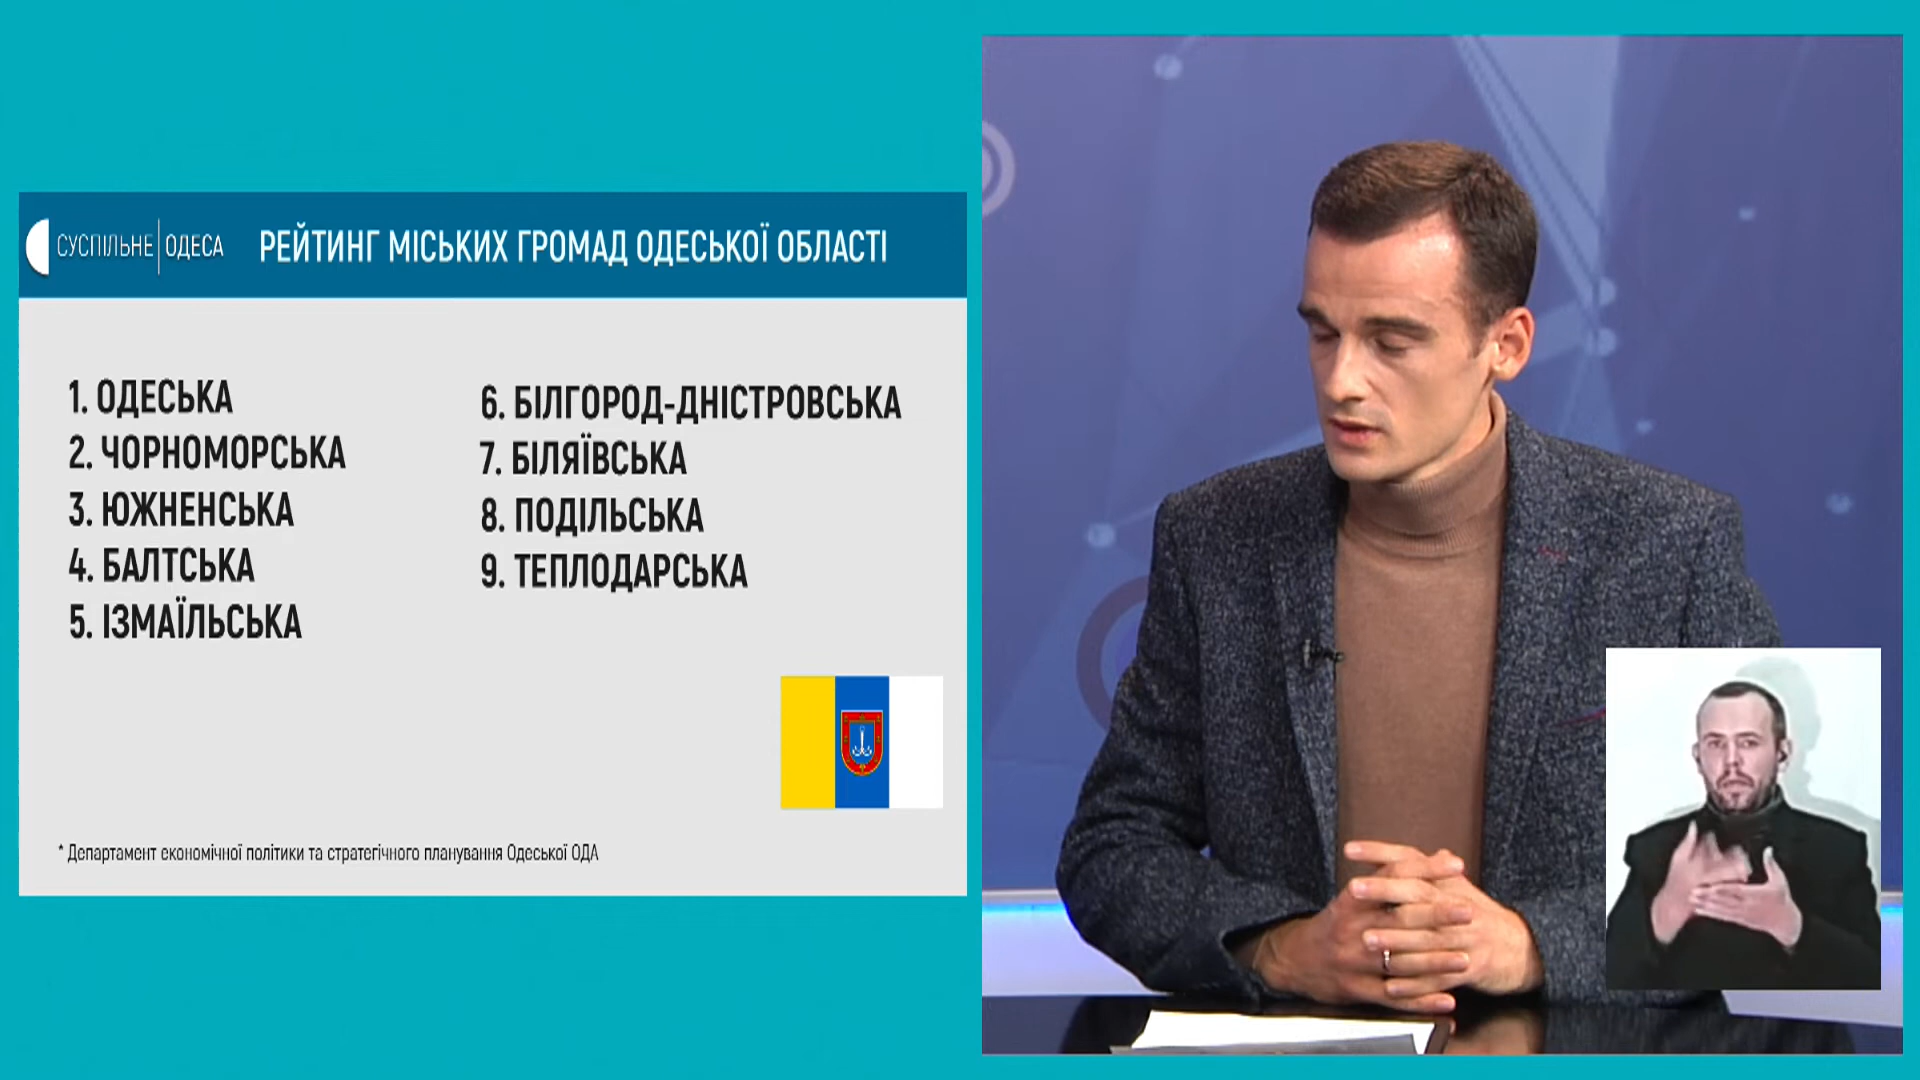 СУСПІЛЬНЕ ОДЕСА
РЕЙТИНГ МІСЬКИХ ГРОМАД ОДЕСЬКОЇ ОБЛАСТІ
1. ОДЕСЬКА
2. ЧОРНОМОРСЬКА
3. ЮЖНЕНСЬКА
4. БАЛТСЬКА
5. ІЗМАЇЛЬСЬКА
6. БІЛГОРОД-ДНІСТРОВСЬКА
7. БІЛЯЇВСЬКА
8. ПОДІЛЬСЬКА
9. ТЕПЛОДАРСЬКА
* Департамент економічної політики та стратегічного планування Одеської ОДА